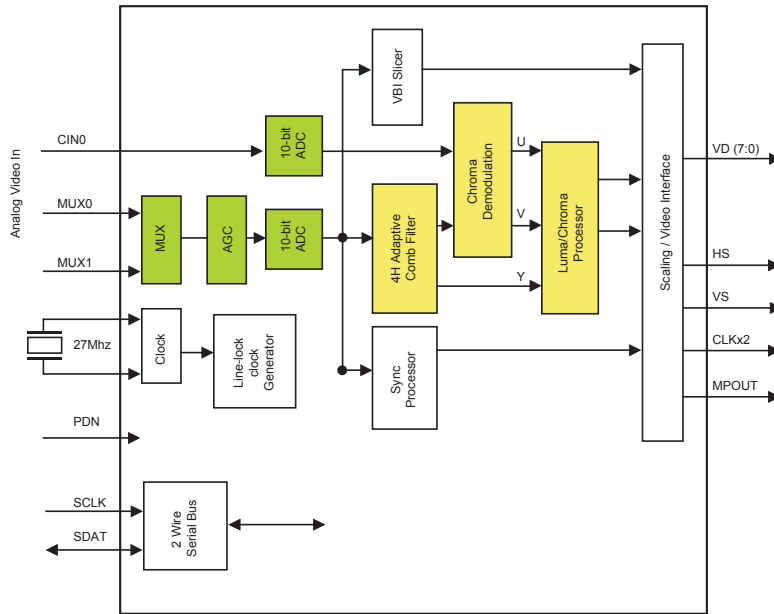 Analog Video In
CIN0
MUX0
MUX1
27Mhz
PDN
SCLK
SDAT
MUX
AGC
10-bit
ADC
10-bit
ADC
Clock
Line-lock
clock
Generator
2 Wire
Serial Bus
VBI Slicer
4H Adaptive
Comb Filter
Sync
Processor
Chroma
Demodulation
U
V
Y
Luma/Chroma
Processor
Scaling / Video Interface
VD (7:0)
HS
VS
CLKx2
MPOUT